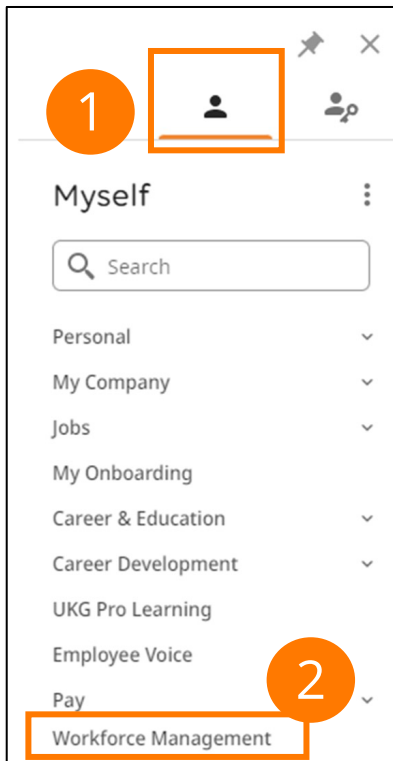 1
Myself
Search
Personal
My Company
Jobs
My Onboarding
Career & Education
Career Development
UKG Pro Learning
Employee Voice
2
Pay
Workforce Management